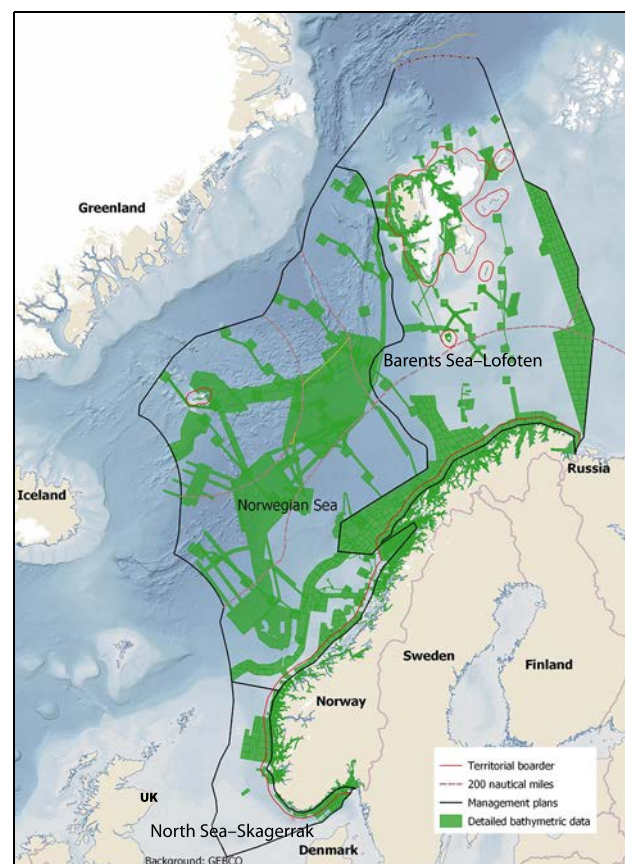 Greenland
Barents Sea–Lofoten
Russia
Iceland
Norwegian Sea
Sweden
Finland
Norway
Territorial boarder
200 nautical miles
Management plans
Detailed bathymetric data
UK
North Sea–Skagerrak
Denmark
Background: GEBCO